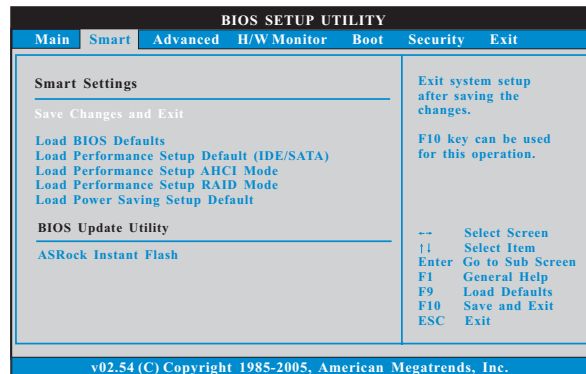 BIOS SETUP UTILITY
Main Smart Advanced H/W Monitor Boot Security Exit
Smart Settings
Save Changes and Exit
Load BIOS Defaults
Load Performance Setup Default (IDE/SATA)
Load Performance Setup AHCI Mode
Load Performance Setup RAID Mode
Load Power Saving Setup Default
BIOS Update Utility
ASRock Instant Flash
Exit system setup
after saving the
changes.
F10 key can be used
for this operation.
←→ Select Screen
↑↓ Select Item
Enter Go to Sub Screen
F1 General Help
F9 Load Defaults
F10 Save and Exit
ESC Exit
v02.54 (C) Copyright 1985-2005, American Megatrends, Inc.